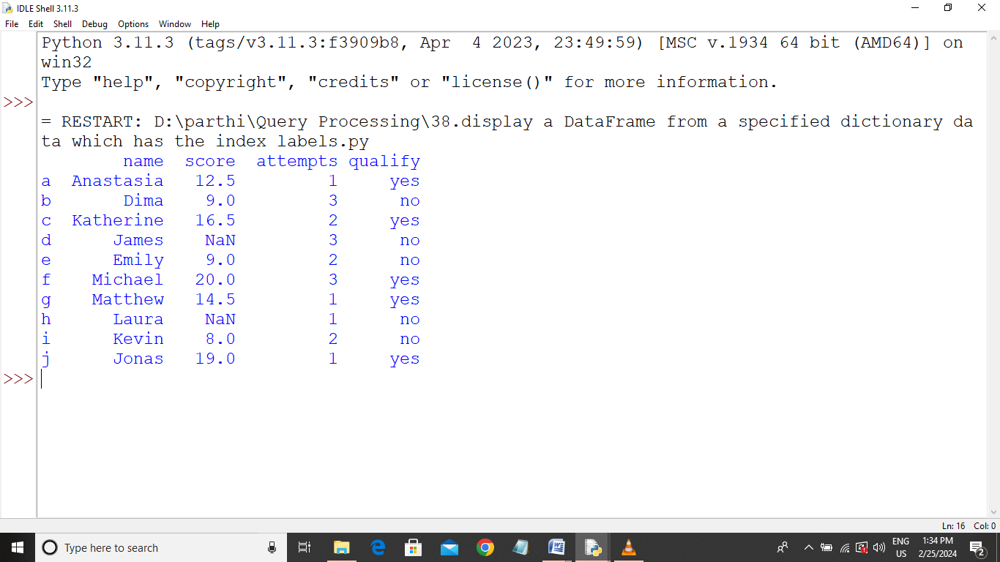 IDLE Shell 3.11.3
File Edit Shell Debug Options Window Help
Python 3.11.3 (tags/v3.11.3:f3909b8, Apr  4 2023, 23:49:59) [MSC v.1934 64 bit (AMD64)] on
win32
Type "help", "copyright", "credits" or "license()" for more information.
>>>
= RESTART: D:\parthi\Query Processing\38.display a DataFrame from a specified dictionary da
ta which has the index labels.py
        name  score  attempts qualify
a  Anastasia   12.5         1     yes
b       Dima    9.0         3      no
c  Katherine   16.5         2     yes
d      James    NaN         3      no
e      Emily    9.0         2      no
f    Michael   20.0         3     yes
g    Matthew   14.5         1     yes
h      Laura    NaN         1      no
i      Kevin    8.0         2      no
j      Jonas   19.0         1     yes
>>>
Ln: 16 Col: 0
Type here to search
ENG 1:34 PM
US 2/25/2024 2